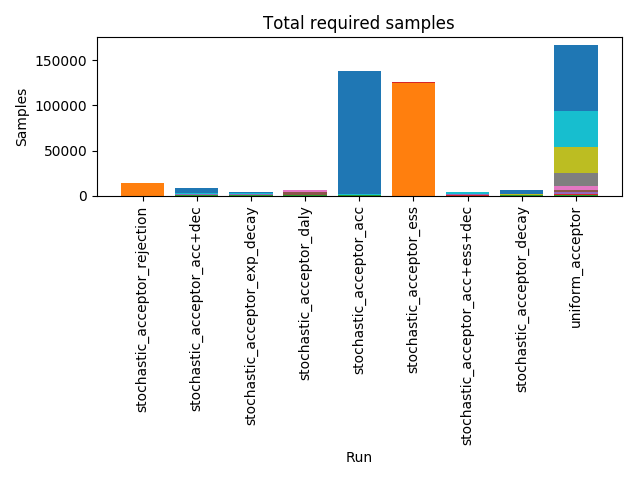 Total required samples
Samples
150000
100000
50000
0
stochastic_acceptor_rejection
stochastic_acceptor_acc+dec
stochastic_acceptor_exp_decay
stochastic_acceptor_daly
stochastic_acceptor_acc
stochastic_acceptor_ess
stochastic_acceptor_acc+ess+dec
stochastic_acceptor_decay
uniform_acceptor
Run